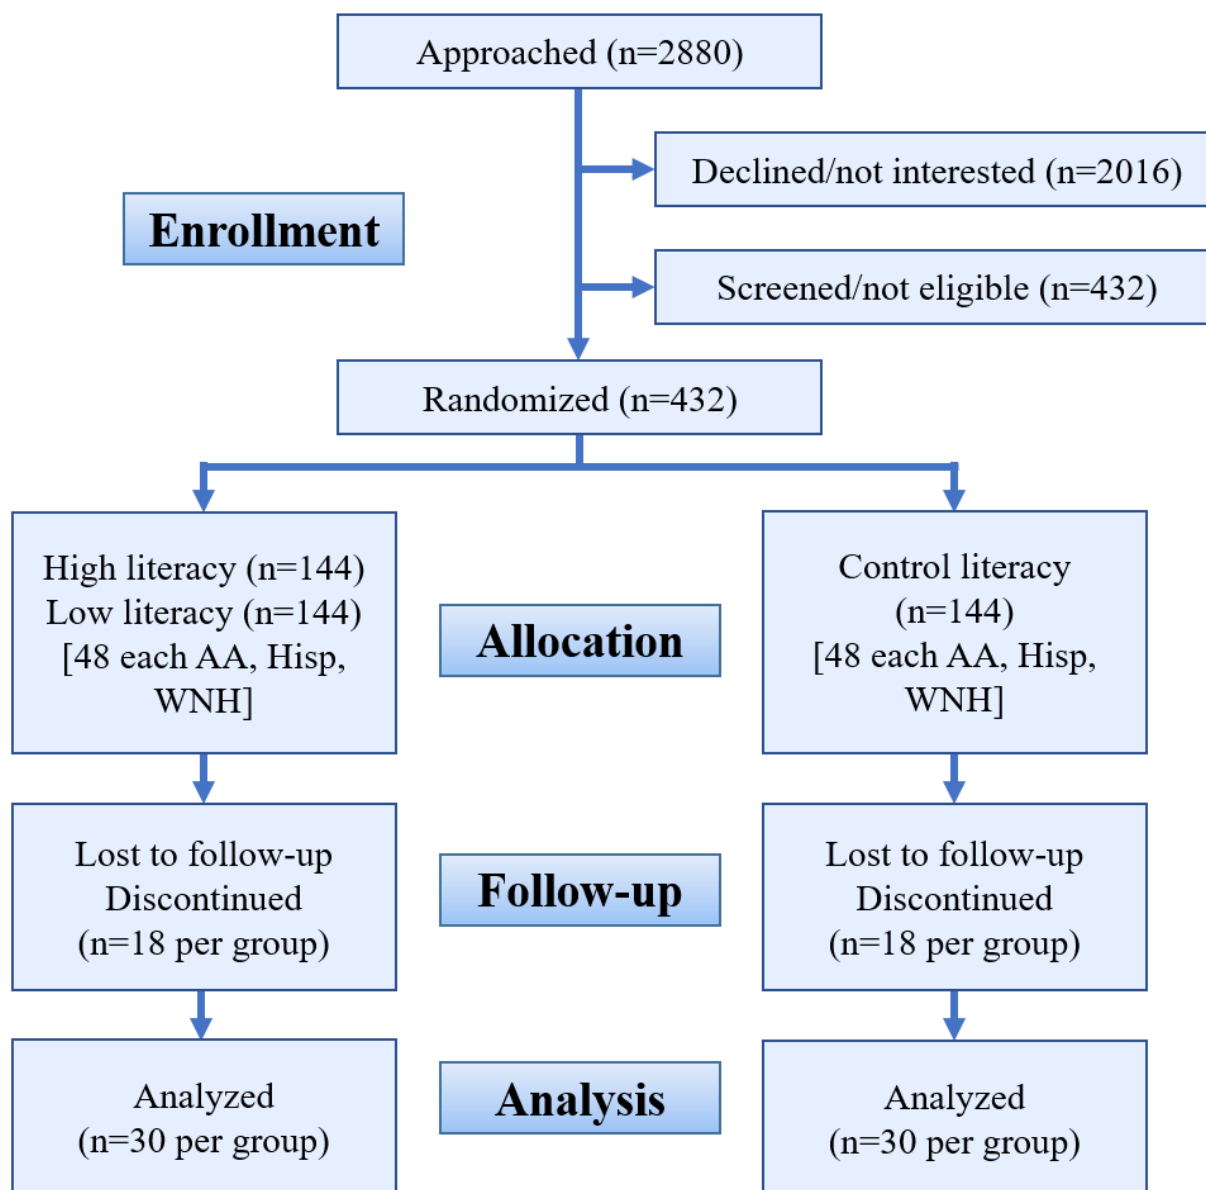 Approached (n=2880)
Declined/not interested (n=2016)
Enrollment
Screened/not eligible (n=432)
Randomized (n=432)
High literacy (n=144)
Low literacy (n=144)
[48 each AA, Hisp,
WNH]
Allocation
Control literacy
(n=144)
[48 each AA, Hisp,
WNH]
Lost to follow-up
Discontinued
(n=18 per group)
Follow-up
Lost to follow-up
Discontinued
(n=18 per group)
Analyzed
(n=30 per group)
Analysis
Analyzed
(n=30 per group)